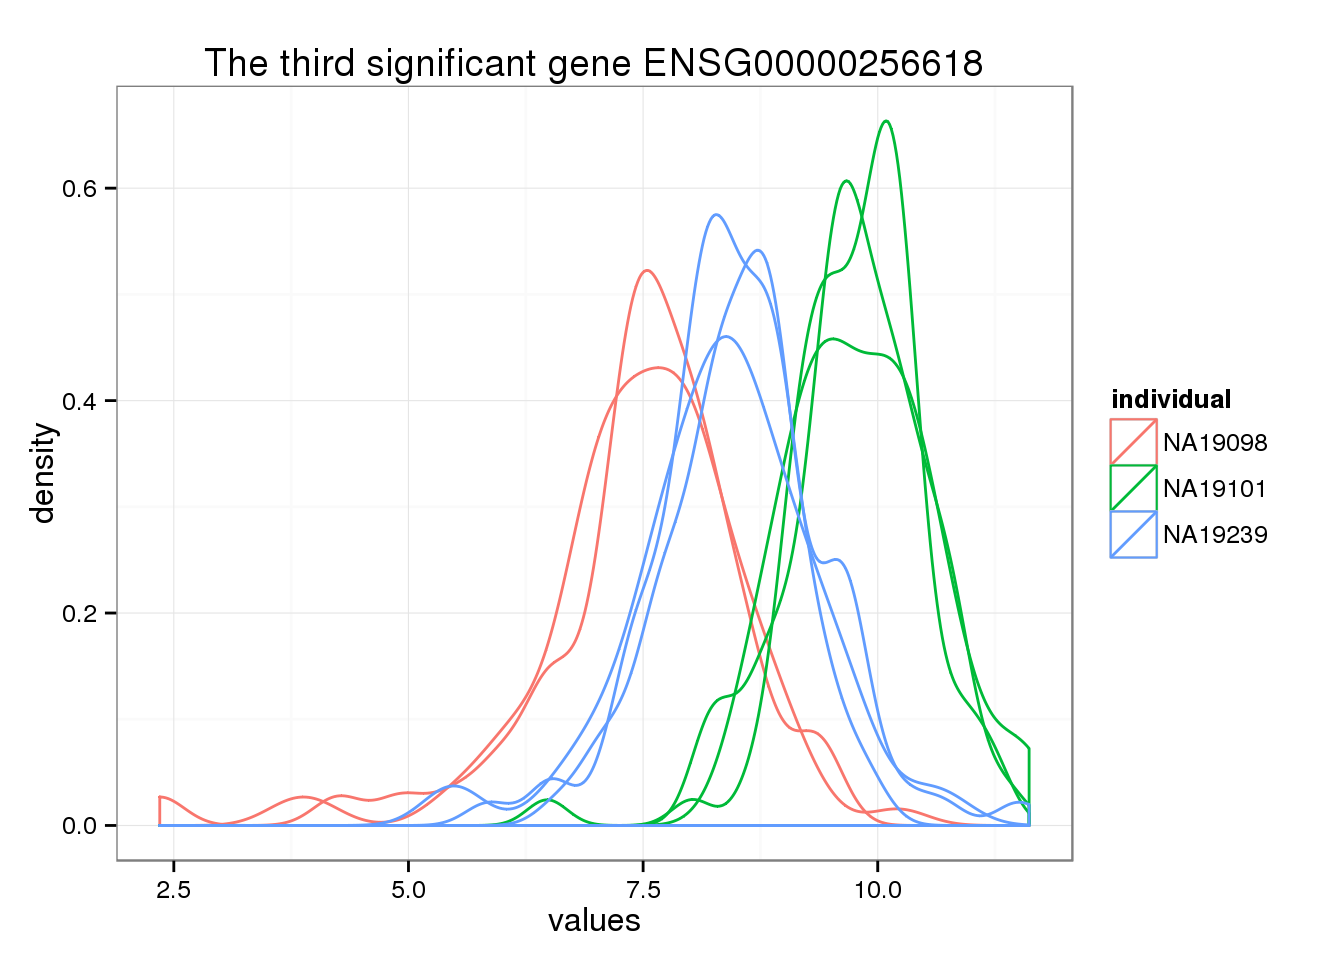 The third significant gene ENSG00000256618
density
0.6
0.4
0.2
0.0
2.5 5.0 7.5 10.0
values
individual
NA19098
NA19101
NA19239